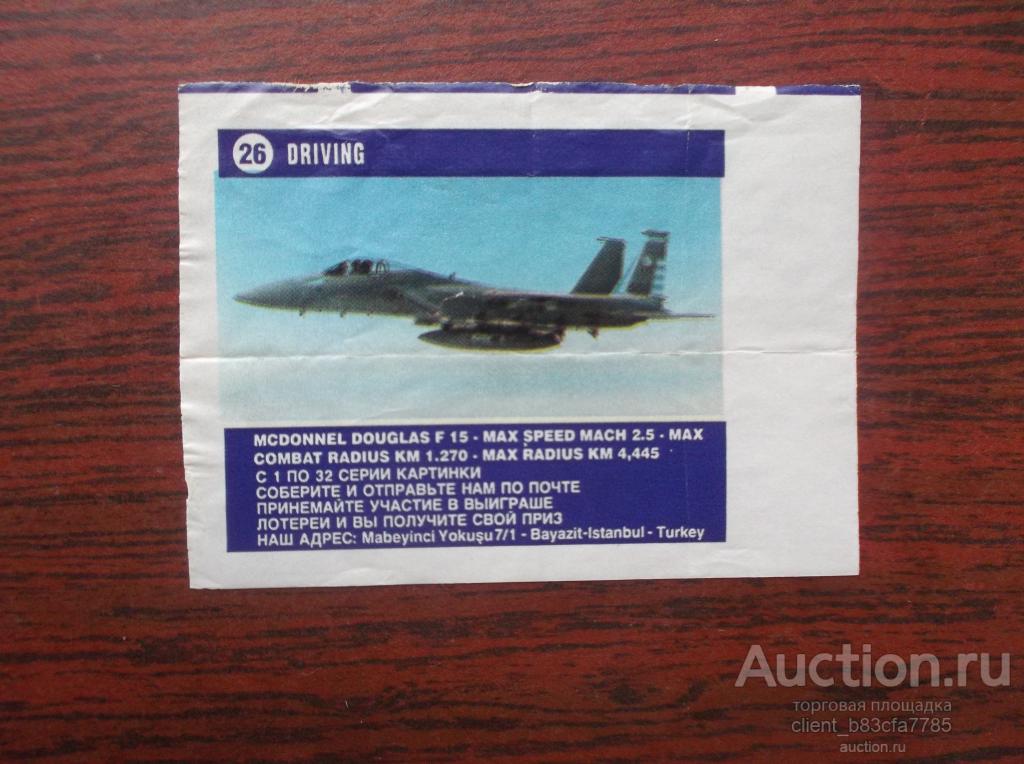 26 DRIVING
MCDONNEL DOUGLAS F 15 - MAX SPEED MACH 2.5 - MAX
COMBAT RADIUS KM 1.270 - MAX RADIUS KM 4,445
С 1 ПО 32 СЕРИИ КАРТИНКИ
СОБЕРИТЕ И ОТПРАВЬТЕ НАМ ПО ПОЧТЕ
ПРИНЕМАЙТЕ УЧАСТИЕ В ВЫИГРАШЕ
ЛОТЕРЕИ И ВЫ ПОЛУЧИТЕ СВОЙ ПРИЗ
НАШ АДРЕС: Mabeyinci Yokuşu 7/1 - Bayazit-Istanbul - Turkey
Auction.ru
торговая площадка
client_b83cfa7785
auction.ru